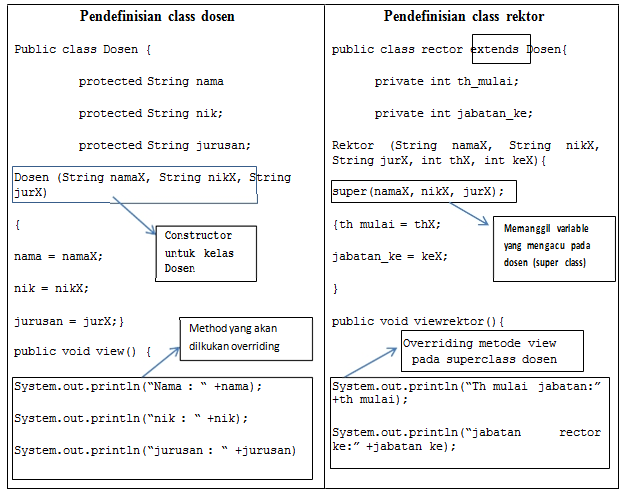 Pendefinisian class dosen
Public class Dosen {
protected String nama
protected String nik;
protected String jurusan;
Dosen (String namaX, String nikX, String
jurX)
{
Constructor
untuk kelas
Dosen
nama = namaX;
nik = nikX;
jurusan = jurX;}
Method yang akan
dilkukan overriding
public void view() {
System.out.println(“Nama : “ +nama);
System.out.println(“nik : “ +nik);
System.out.println(“jurusan : “ +jurusan)
Pendefinisian class rektor
public class rector extends Dosen{
private int th_mulai;
private int jabatan_ke;
Rektor (String namaX, String nikX,
String jurX, int thX, int keX){
super(namaX, nikX, jurX);
{th mulai = thX;
Memanggil variable
yang mengacu pada
dosen (super class)
jabatan_ke = keX;
}
public void viewrektor(){
Overriding metode view
pada superclass dosen
System.out.println(“Th mulai jabatan:”
+th mulai);
System.out.println(“jabatan rector
ke:” +jabatan ke);